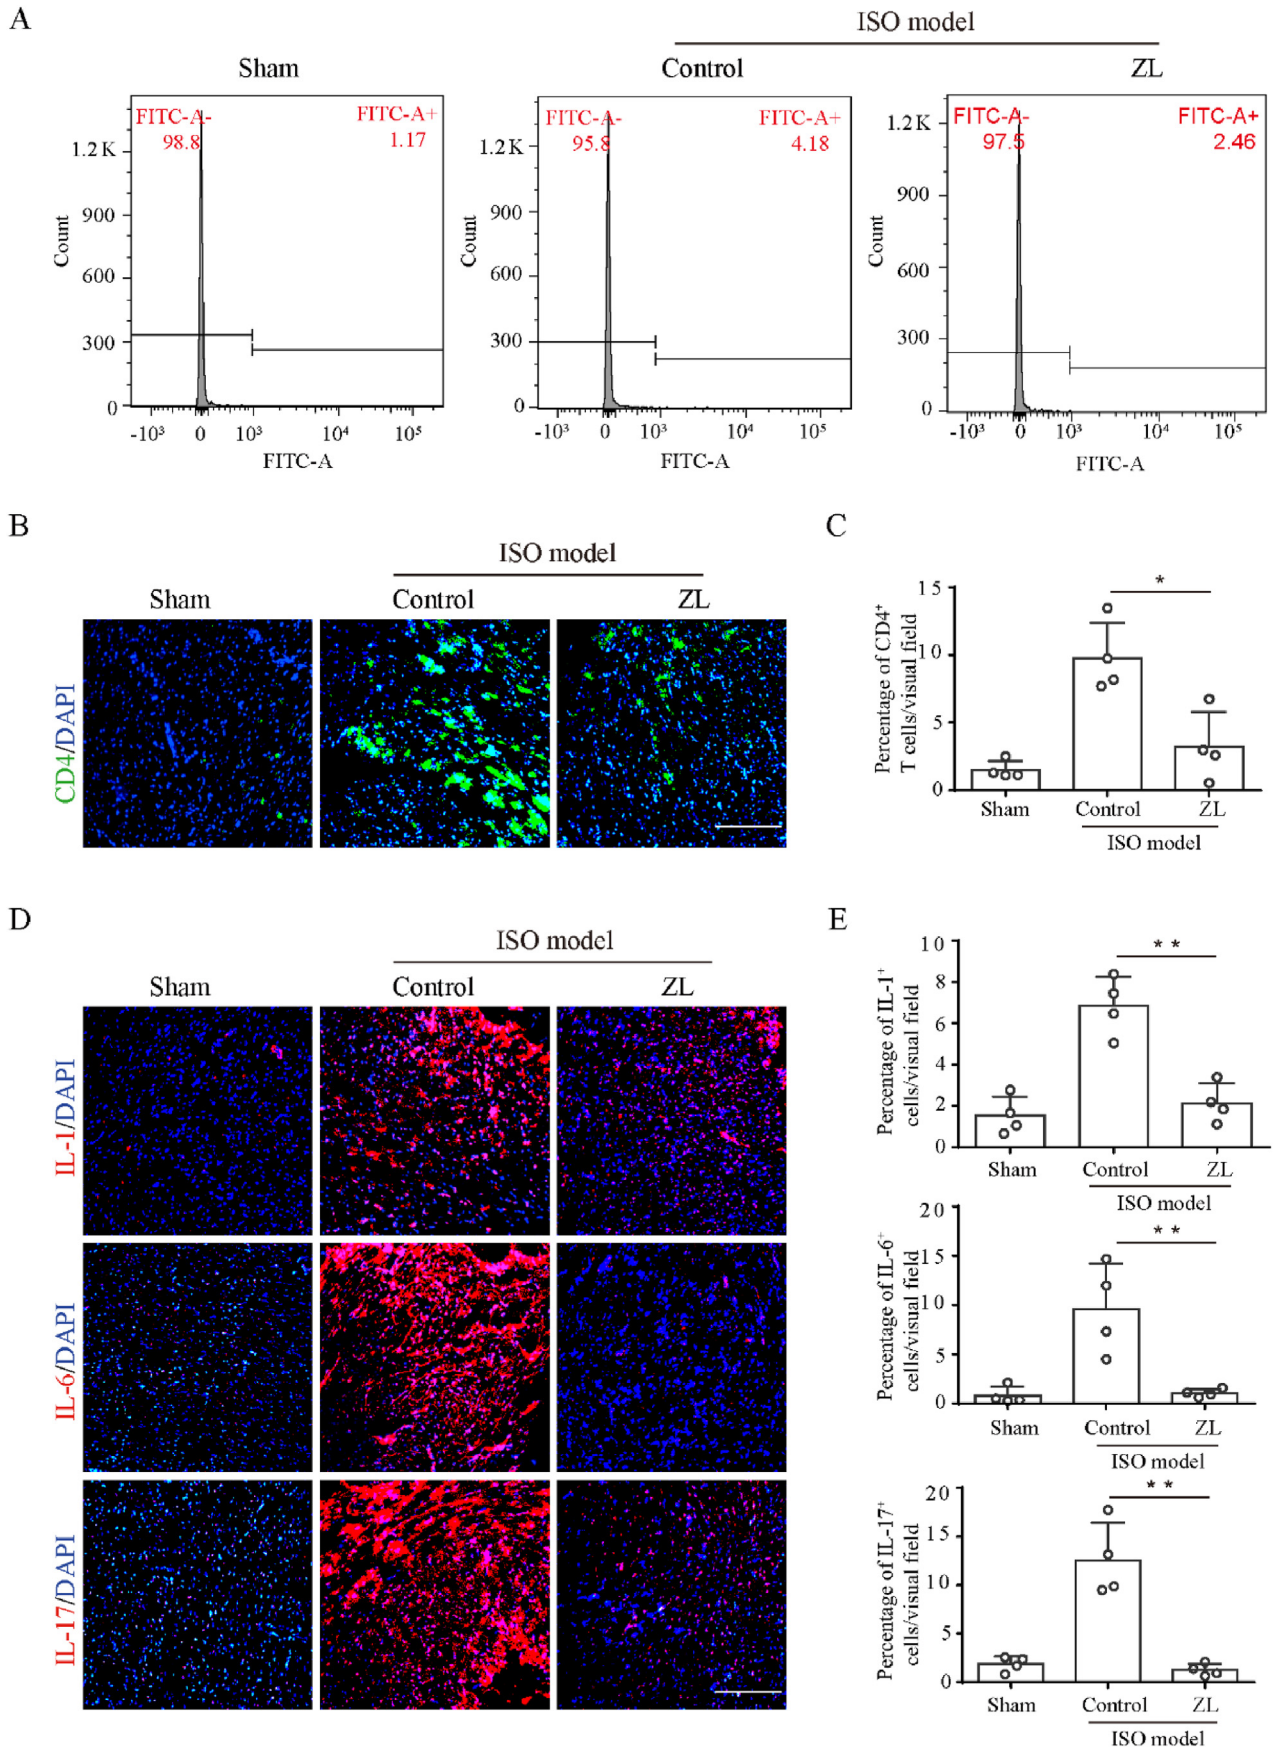 A
ISO model
Sham
Control
ZL
FITC-A-
98.8
FITC-A+
1.17
1.2K
900
600
300
0
Count
-10³
0
10³
10⁴
10⁵
FITC-A
FITC-A-
95.8
FITC-A+
4.18
1.2K
900
600
300
0
Count
-10³
0
10³
10⁴
10⁵
FITC-A
FITC-A-
97.5
FITC-A+
2.46
1.2K
900
600
300
0
Count
-10³
0
10³
10⁴
10⁵
FITC-A
B
ISO model
Sham
Control
ZL
CD4/DAPI
C
Percentage of CD4⁺
T cells/visual field
15
10
5
0
*
Sham
Control
ZL
ISO model
D
ISO model
Sham
Control
ZL
IL-1/DAPI
IL-6/DAPI
IL-17/DAPI
E
Percentage of IL-1⁺
cells/visual field
10
8
6
4
2
0
* *
Sham
Control
ZL
ISO model
Percentage of IL-6⁺
cells/visual field
20
15
10
5
0
* *
Sham
Control
ZL
ISO model
Percentage of IL-17⁺
cells/visual field
20
15
10
5
0
* *
Sham
Control
ZL
ISO model